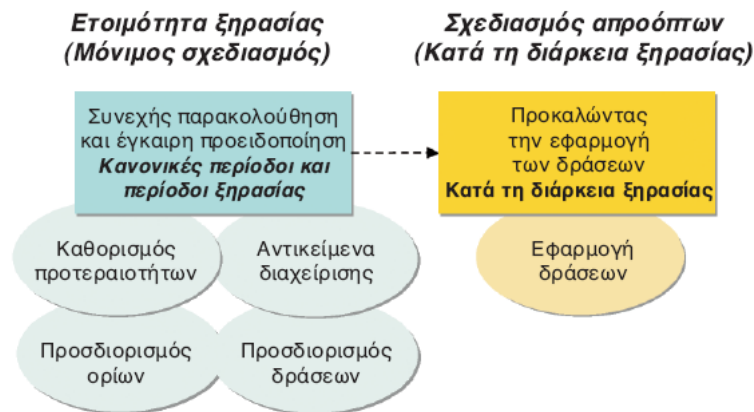 Ετοιμότητα ξηρασίας
(Μόνιμος σχεδιασμός)
Σχεδιασμός απροόπτων
(Κατά τη διάρκεια ξηρασίας)
Συνεχής παρακολούθηση
και έγκαιρη προειδοποίηση
Κανονικές περίοδοι και
περίοδοι ξηρασίας
Προκαλώντας
την εφαρμογή
των δράσεων
Κατά τη διάρκεια ξηρασίας
Καθορισμός
προτεραιοτήτων
Αντικείμενα
διαχείρισης
Εφαρμογή
δράσεων
Προσδιορισμός
ορίων
Προσδιορισμός
δράσεων